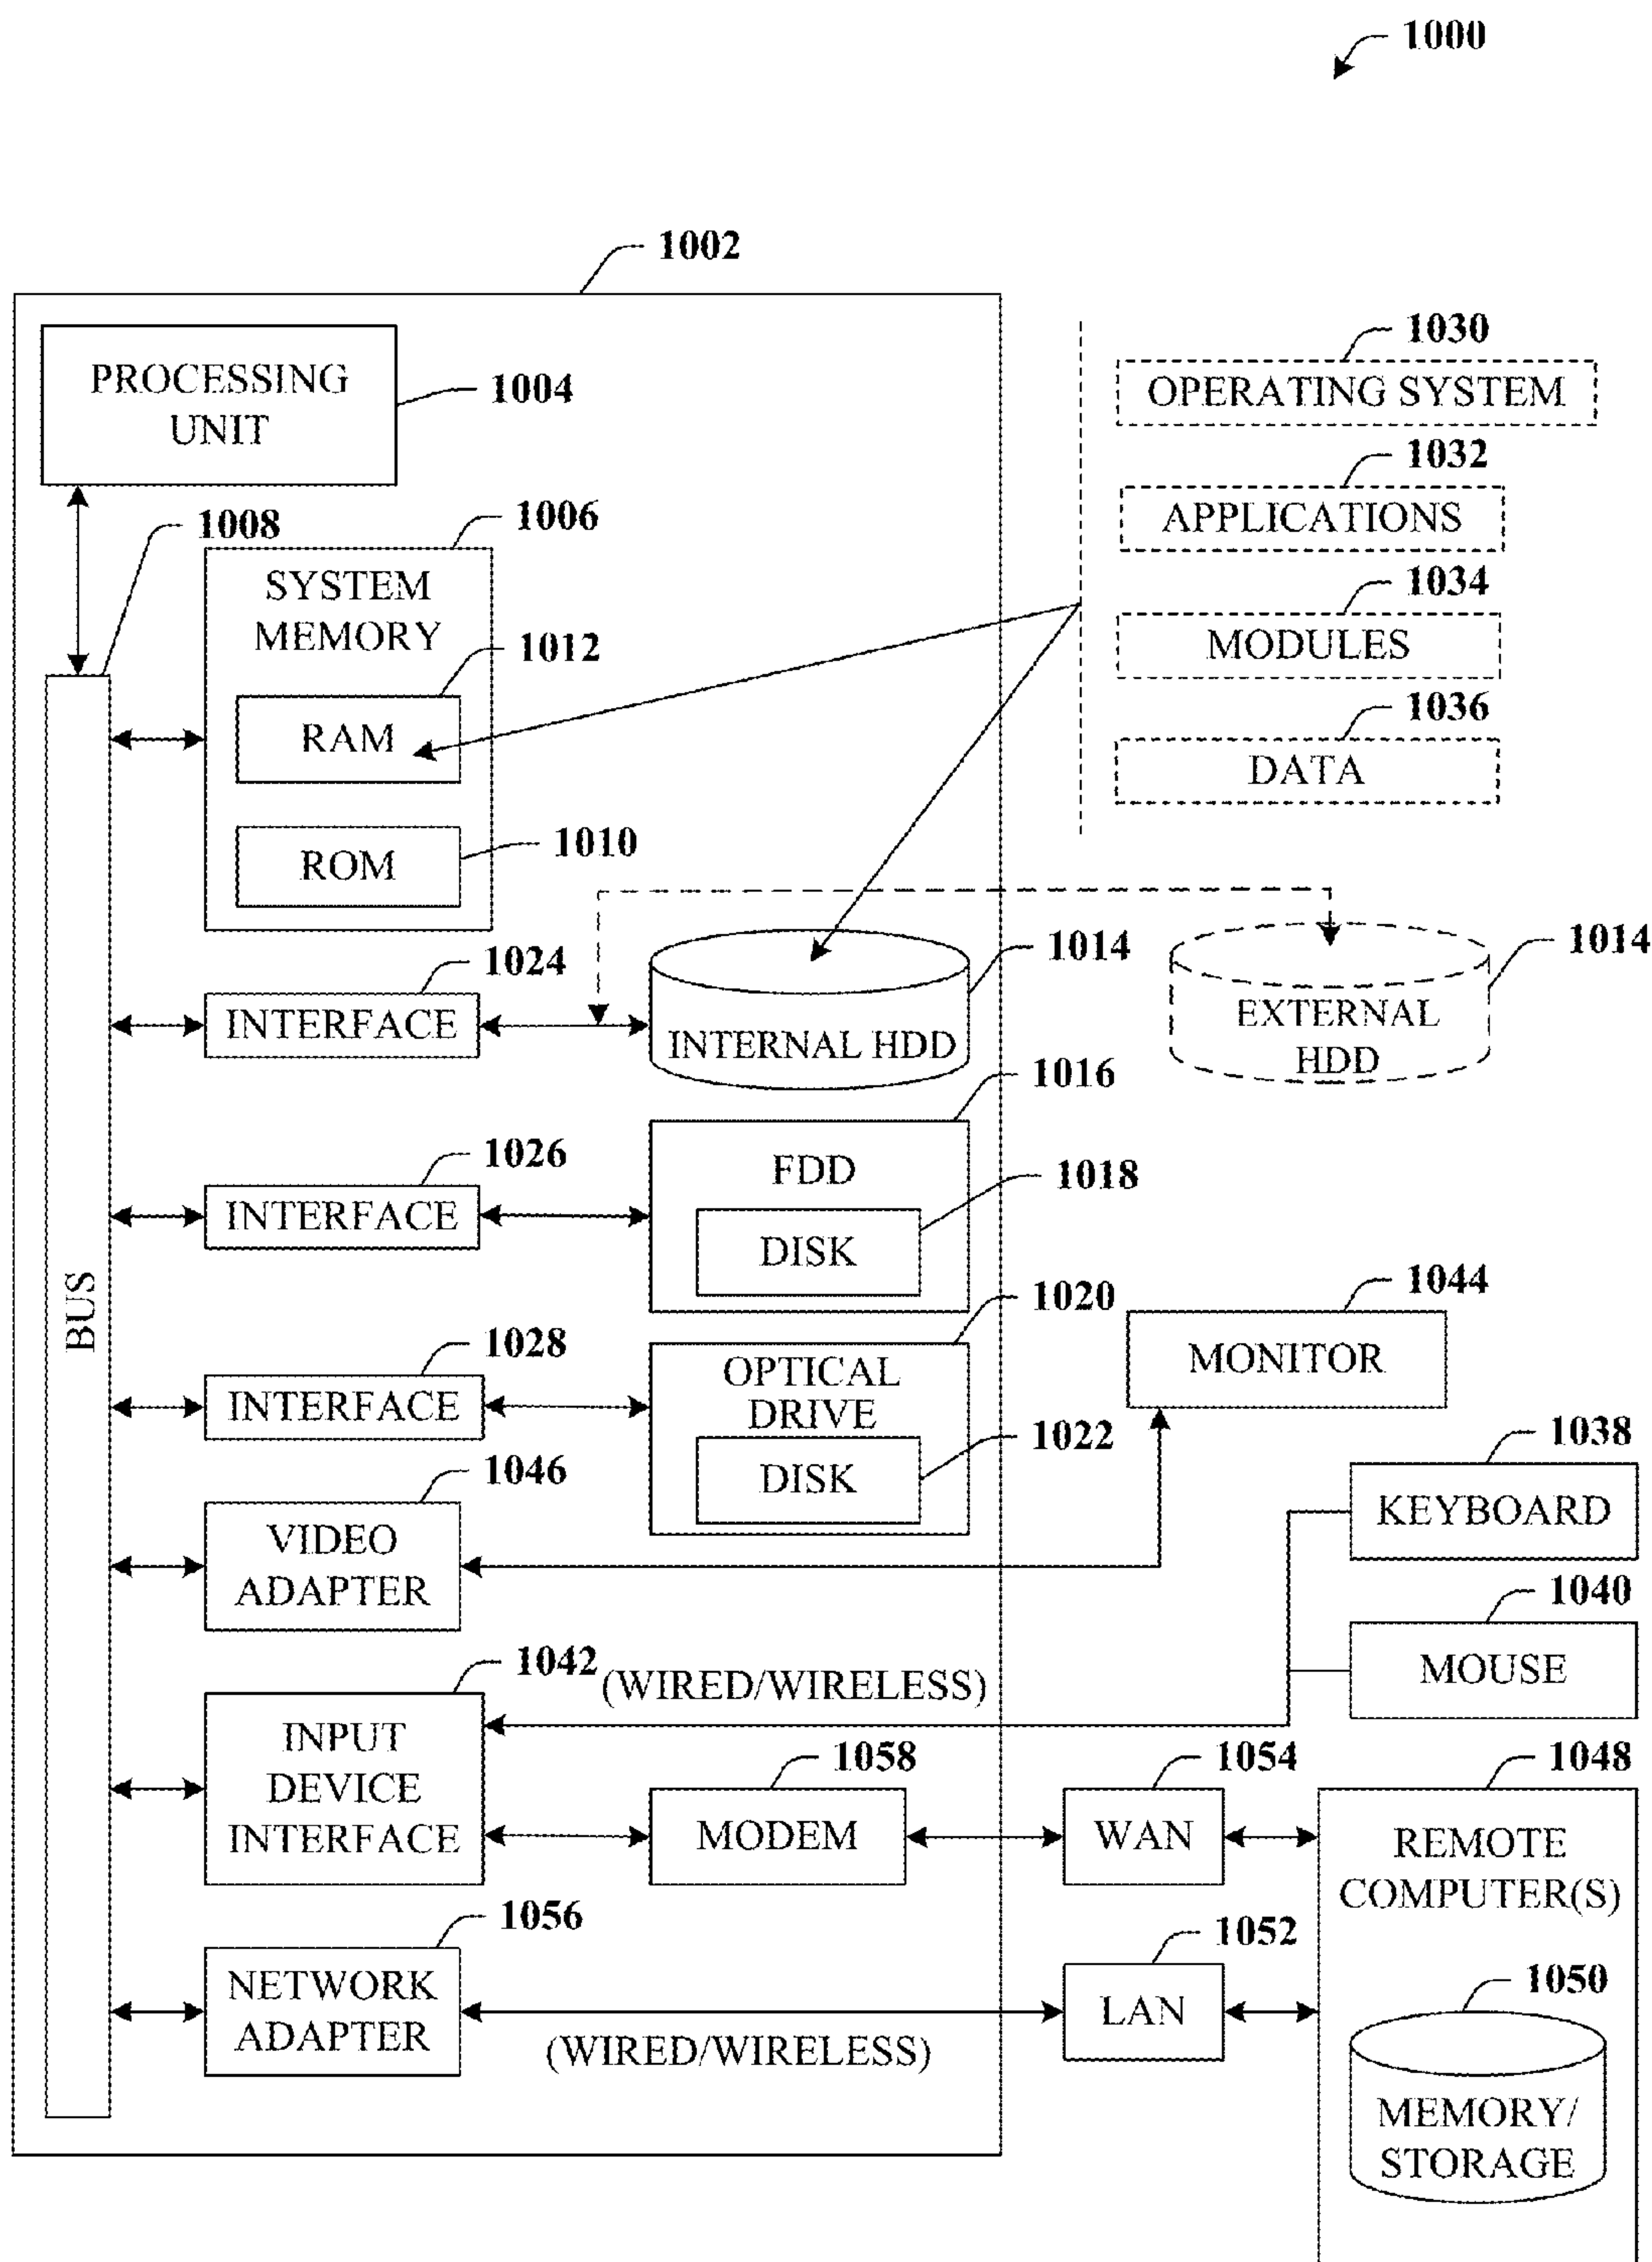 1000
1002
PROCESSING
UNIT
1004
1030
OPERATING SYSTEM
1032
APPLICATIONS
1034
MODULES
1036
DATA
1008
1006
SYSTEM
MEMORY
1012
RAM
1010
ROM
1024
INTERFACE
1014
INTERNAL HDD
1014
EXTERNAL
HDD
1026
INTERFACE
1016
FDD
1018
DISK
BUS
1028
INTERFACE
1020
OPTICAL
DRIVE
1022
DISK
1044
MONITOR
1046
VIDEO
ADAPTER
1038
KEYBOARD
1040
MOUSE
1042
(WIRED/WIRELESS)
INPUT
DEVICE
INTERFACE
1058
MODEM
1054
WAN
1048
REMOTE
COMPUTER(S)
1056
NETWORK
ADAPTER
(WIRED/WIRELESS)
1052
LAN
1050
MEMORY/
STORAGE